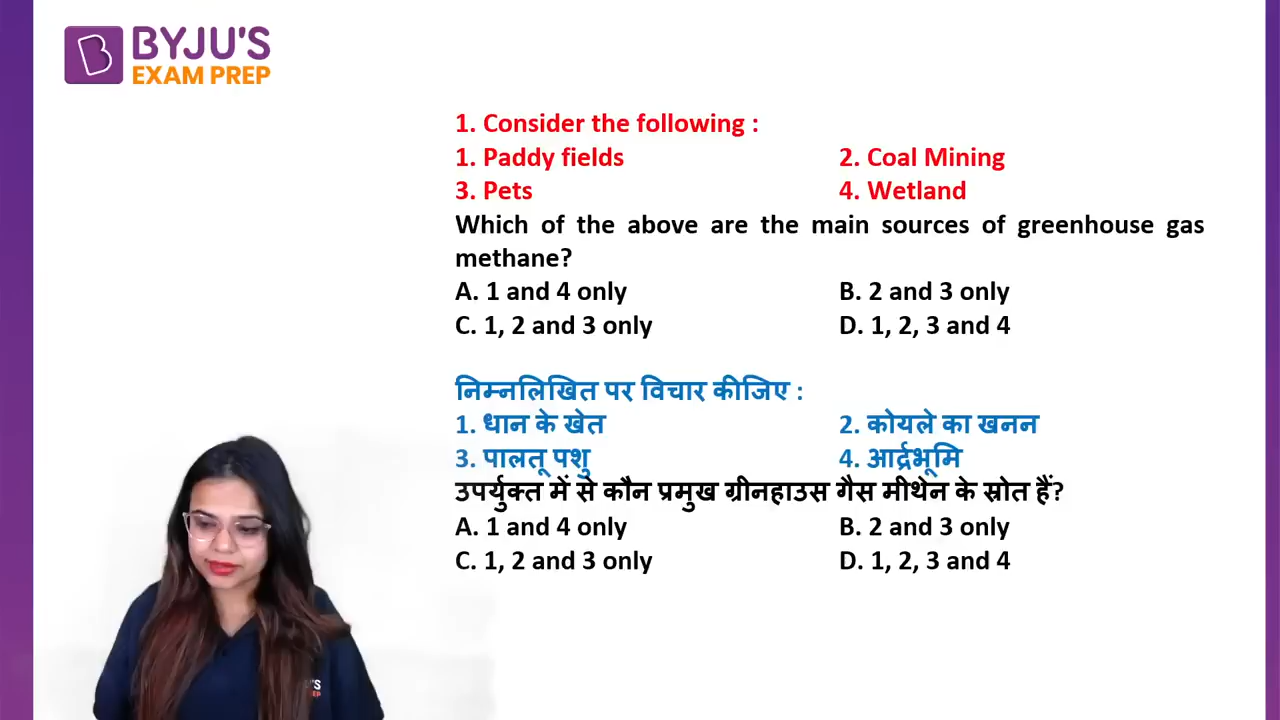 BYJU'S
EXAM PREP
1. Consider the following :
1. Paddy fields 2. Coal Mining
3. Pets 4. Wetland
Which of the above are the main sources of greenhouse gas
methane?
A. 1 and 4 only B. 2 and 3 only
C. 1, 2 and 3 only D. 1, 2, 3 and 4
निम्नलिखित पर विचार कीजिए :
1. धान के खेत 2. कोयले का खनन
3. पालतू पशु 4. आर्द्रभूमि
उपर्युक्त में से कौन प्रमुख ग्रीनहाउस गैस मीथेन के स्रोत हैं?
A. 1 and 4 only B. 2 and 3 only
C. 1, 2 and 3 only D. 1, 2, 3 and 4